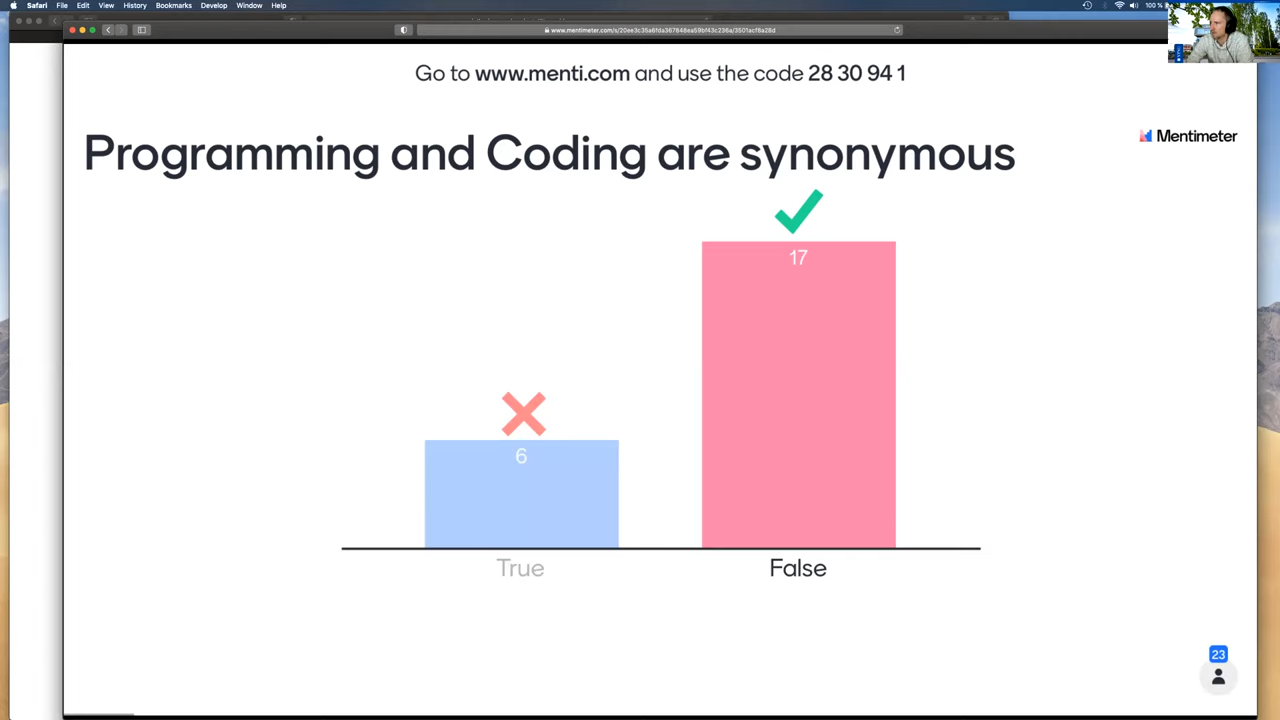 Safari File Edit View History Bookmarks Develop Window Help
100 %
Go to www.menti.com and use the code 28 30 94 1
Mentimeter
Programming and Coding are synonymous
17
6
True
False
23